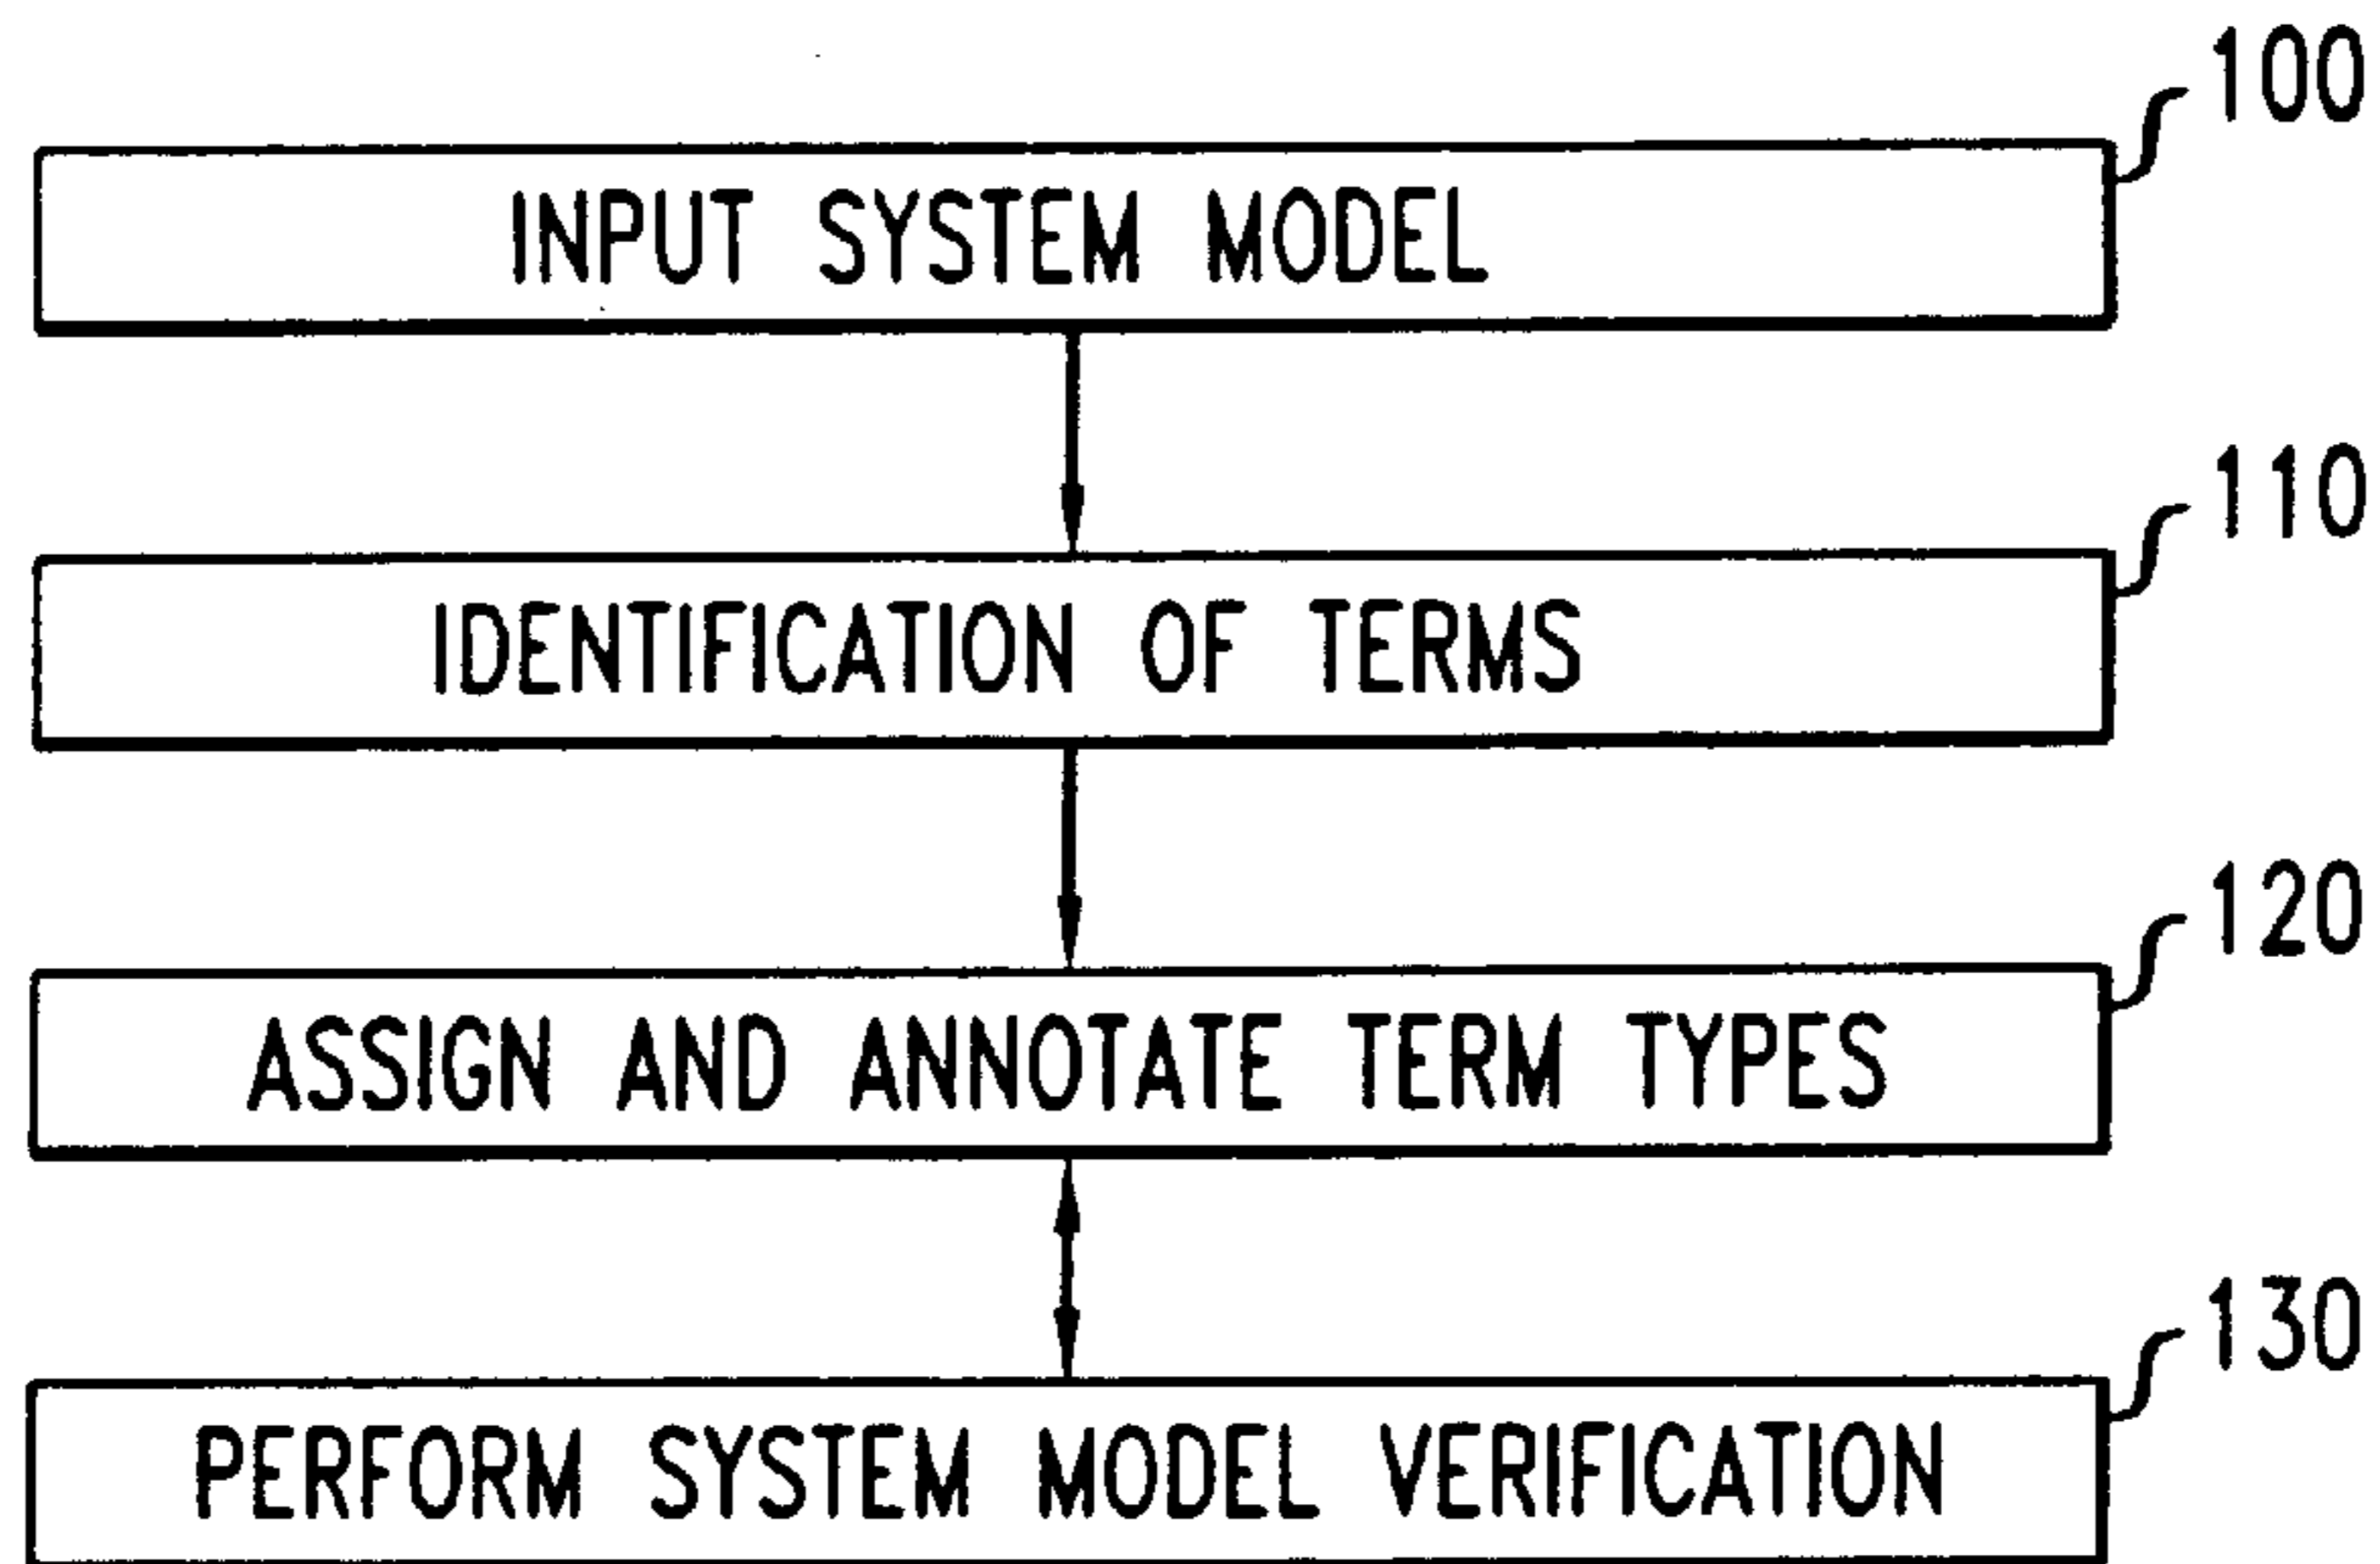 100
INPUT SYSTEM MODEL
110
IDENTIFICATION OF TERMS
120
ASSIGN AND ANNOTATE TERM TYPES
130
PERFORM SYSTEM MODEL VERIFICATION